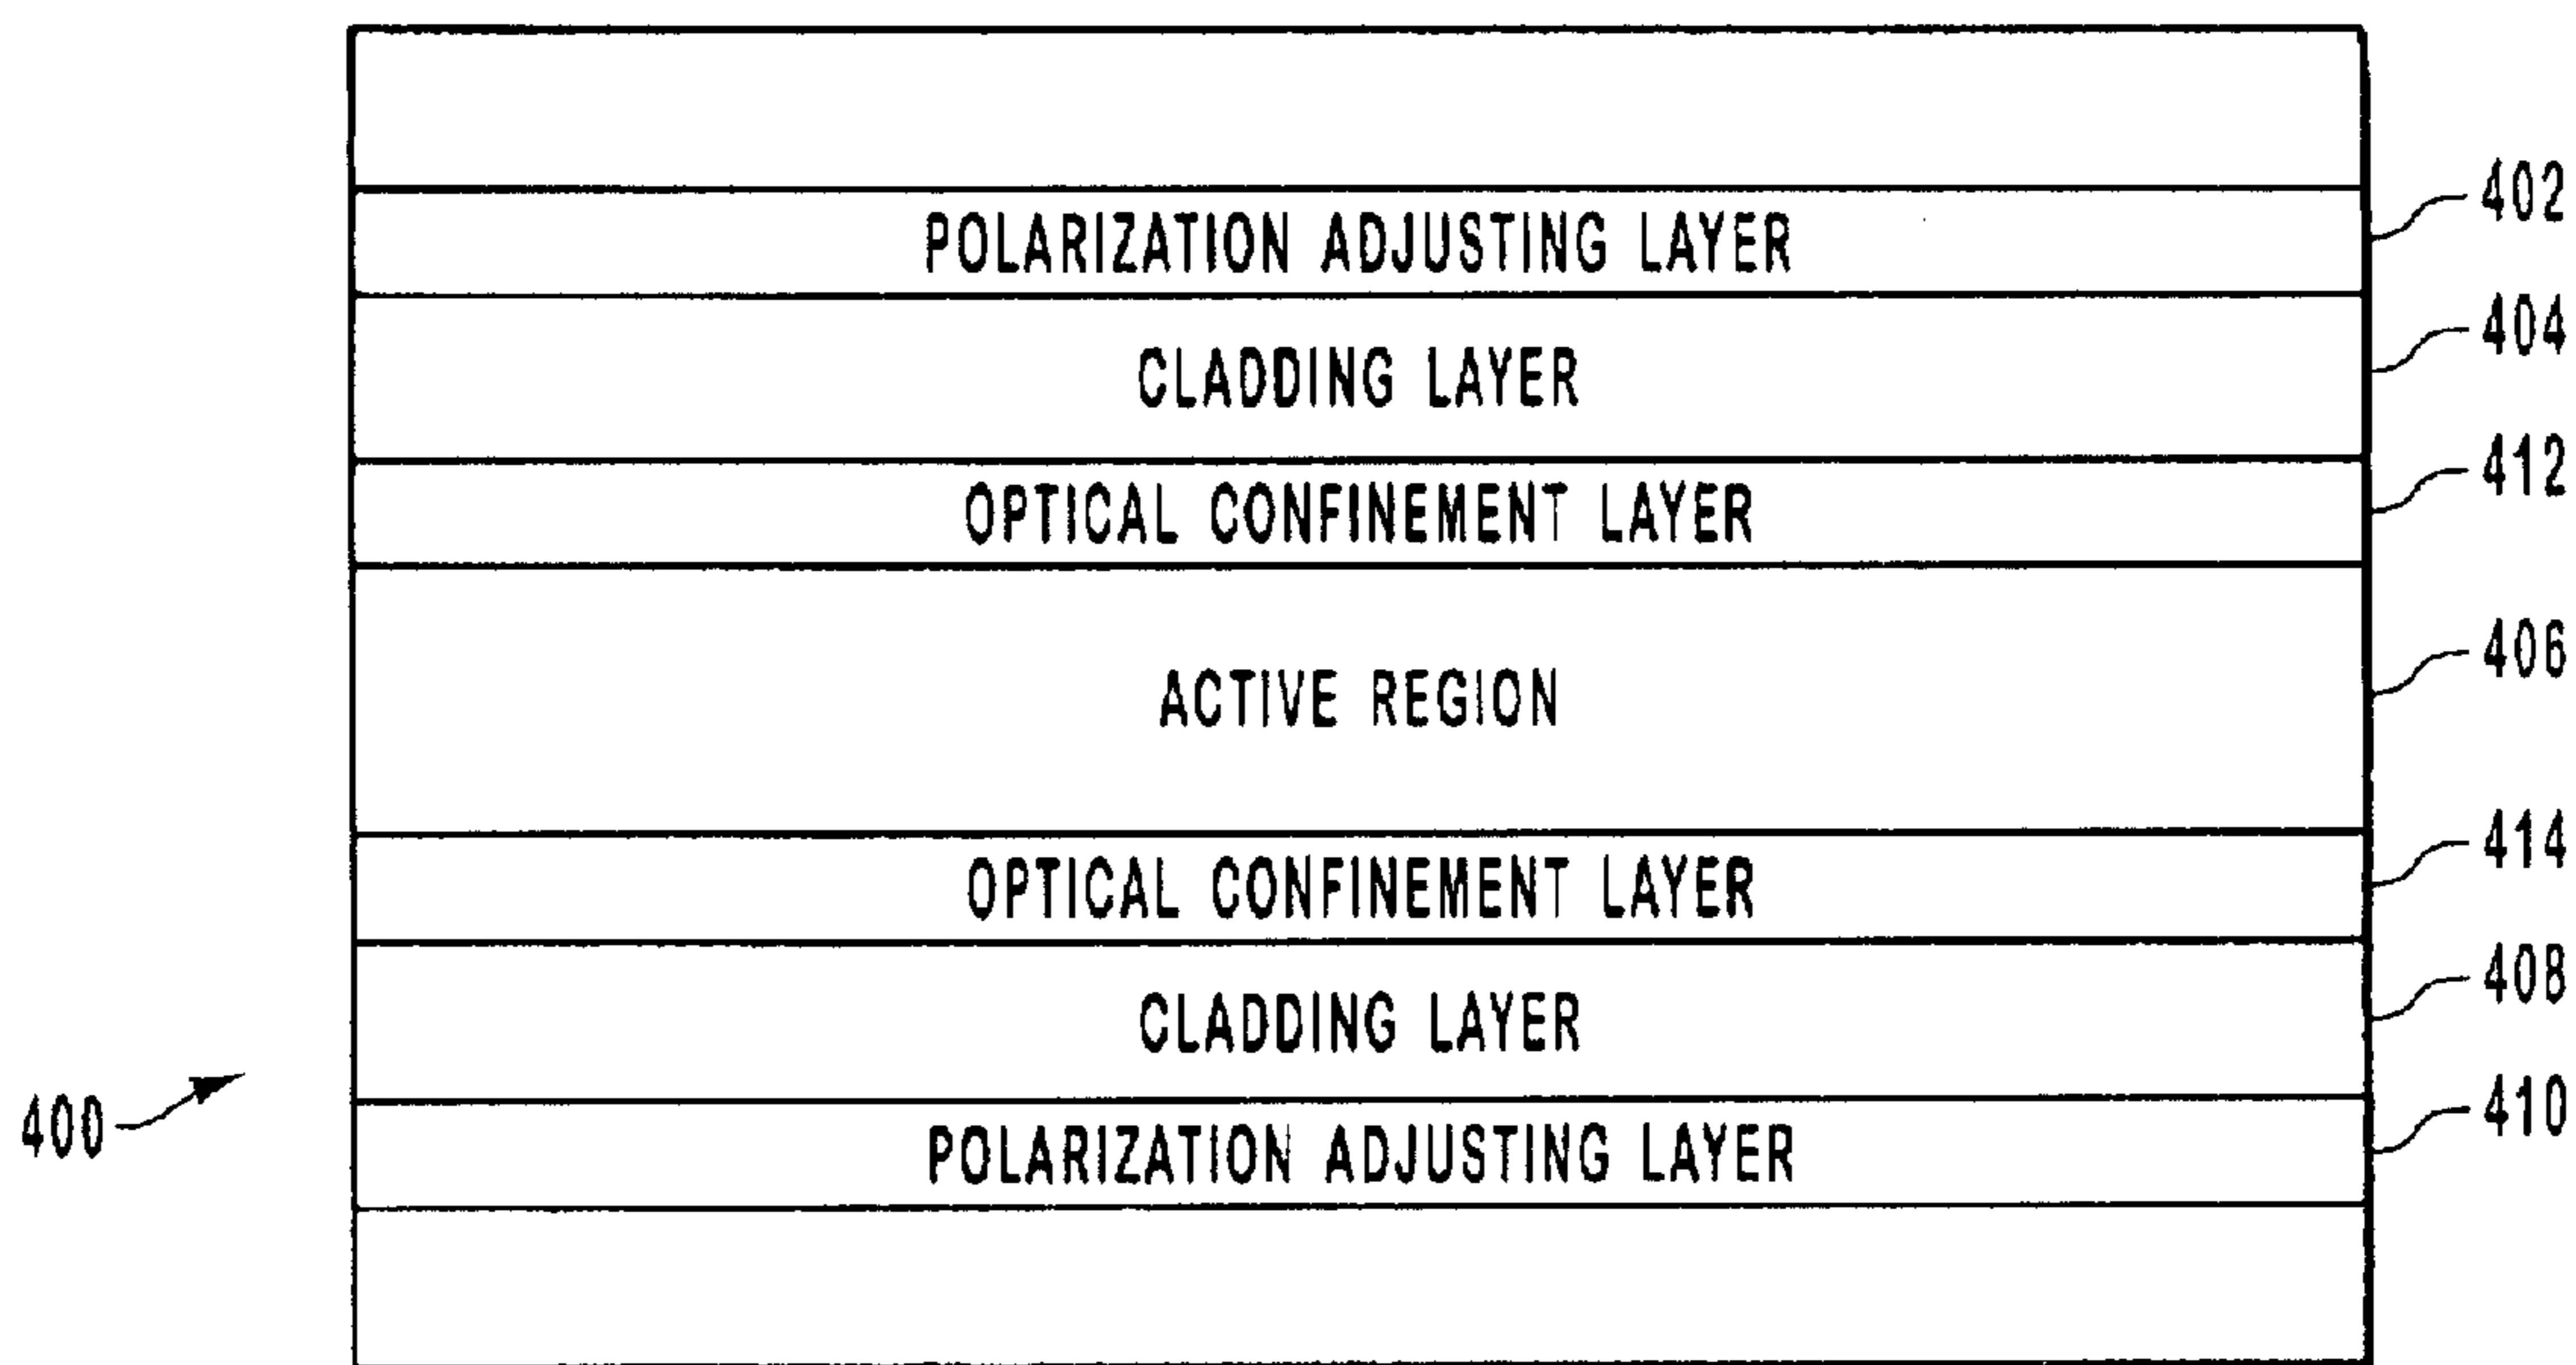 402
POLARIZATION ADJUSTING LAYER
404
CLADDING LAYER
412
OPTICAL CONFINEMENT LAYER
406
ACTIVE REGION
414
OPTICAL CONFINEMENT LAYER
408
CLADDING LAYER
400
410
POLARIZATION ADJUSTING LAYER